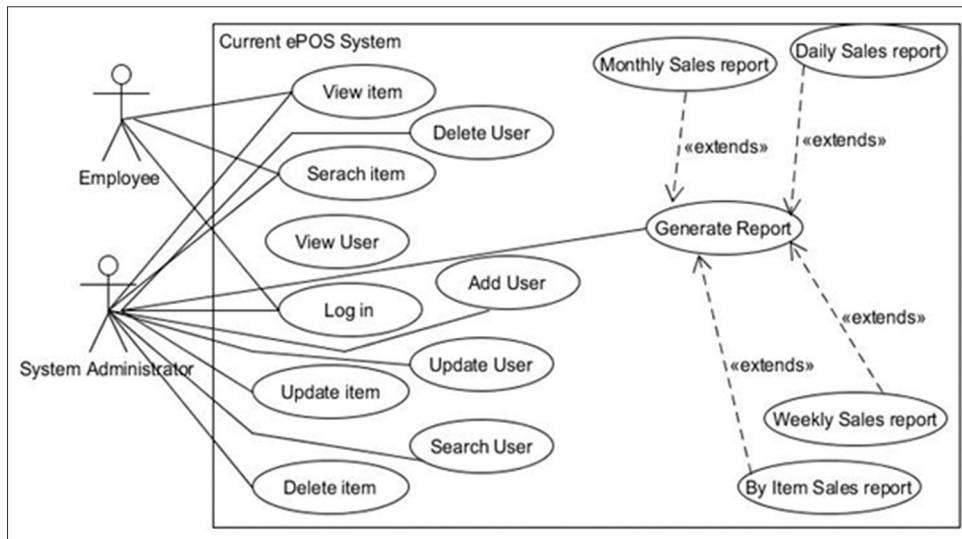 Current ePOS System
Monthly Sales report
Daily Sales report
View item
Delete User
«extends»
«extends»
Employee
Serach item
View User
Generate Report
Add User
Log in
«extends»
System Administrator
Update User
«extends»
Update item
Weekly Sales report
Search User
Delete item
By Item Sales report